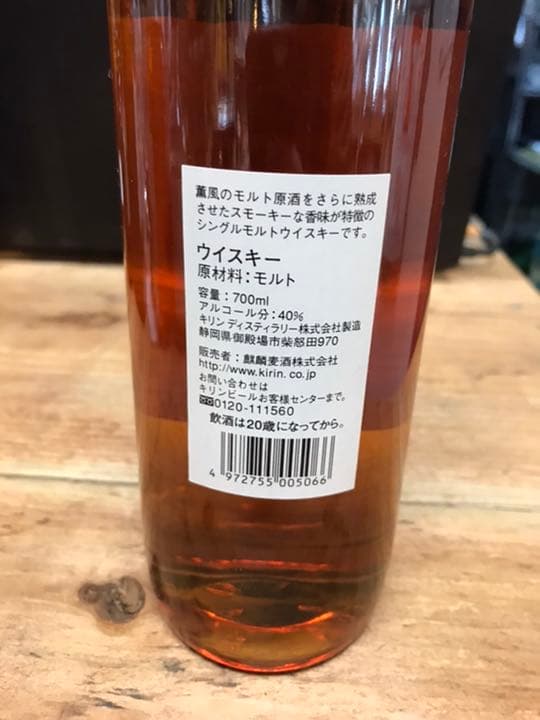 薫風のモルト原酒をさらに熟成
させたスモーキーな香味が特徴の
シングルモルトウイスキーです。
ウイスキー
原材料：モルト
容量：700ml
アルコール分：40%
キリンディスティラリー株式会社製造
静岡県御殿場市柴怒田970
販売者：麒麟麦酒株式会社
http://www.kirin.co.jp
お問い合わせは
キリンビールお客様センターまで。
0120-111560
飲酒は20歳になってから。
4 972755 005066